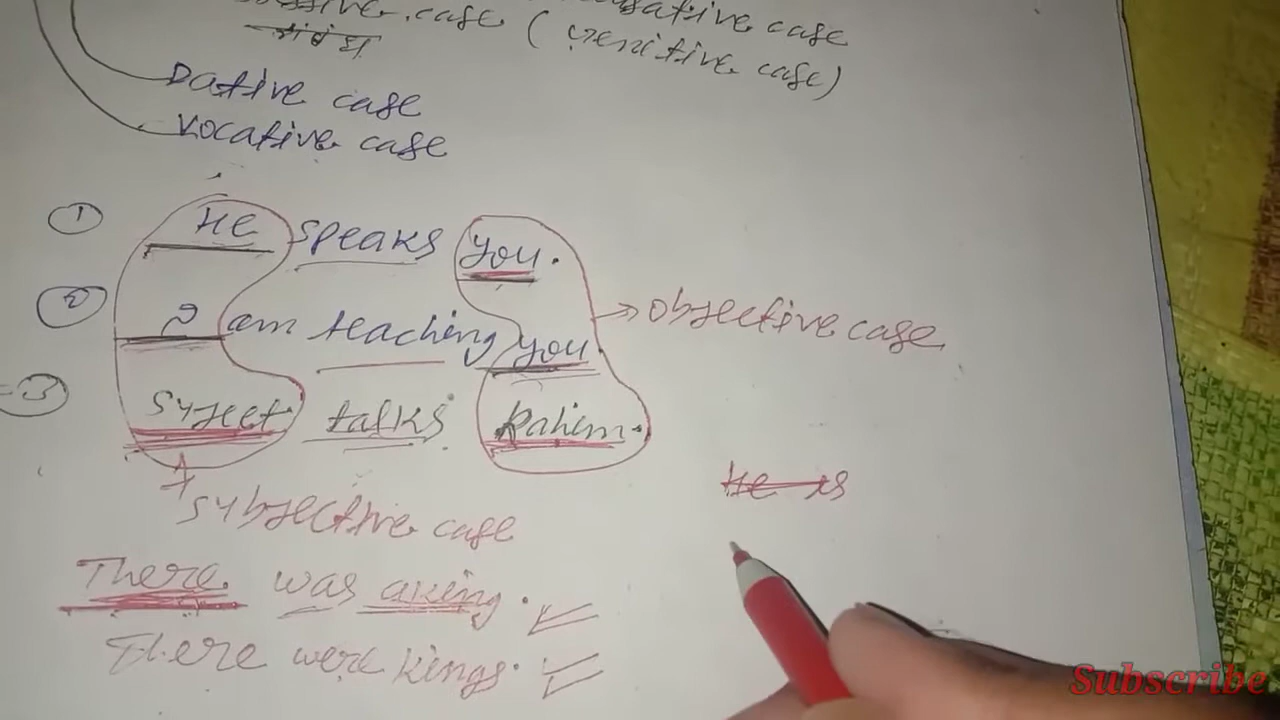 case
case (Genitive case)
Dative case
Vocative case
① He speaks you.
② I am teaching you
objective case
③ talks Rahim.
subjective case
He is
There was a king.
There were kings.
Subscribe